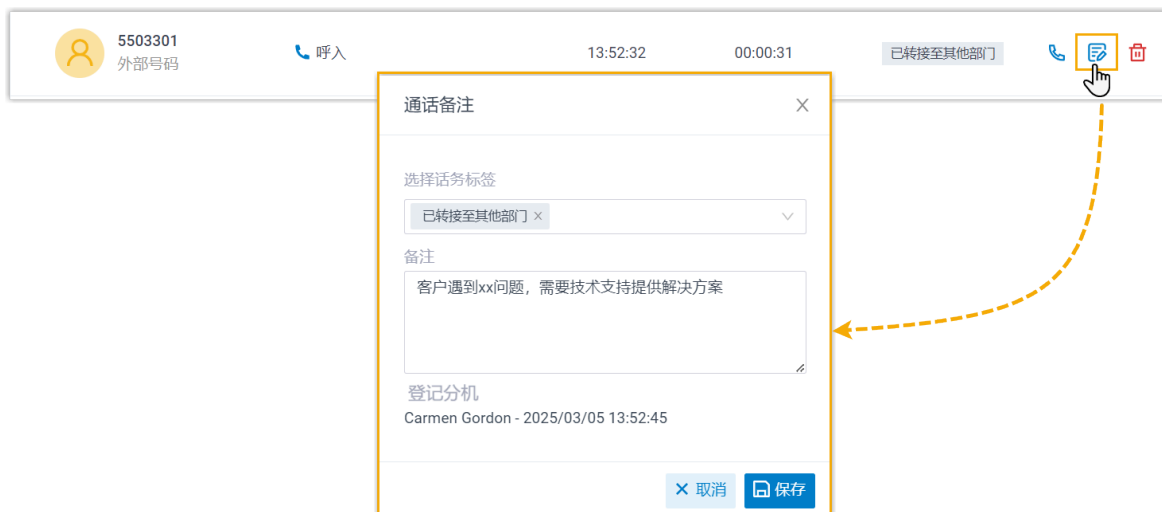 5503301
外部号码
呼入
13:52:32
00:00:31
已转接至其他部门
通话备注
选择话务标签
已转接至其他部门
备注
客户遇到xx问题，需要技术支持提供解决方案
登记分机
Carmen Gordon - 2025/03/05 13:52:45
取消
保存